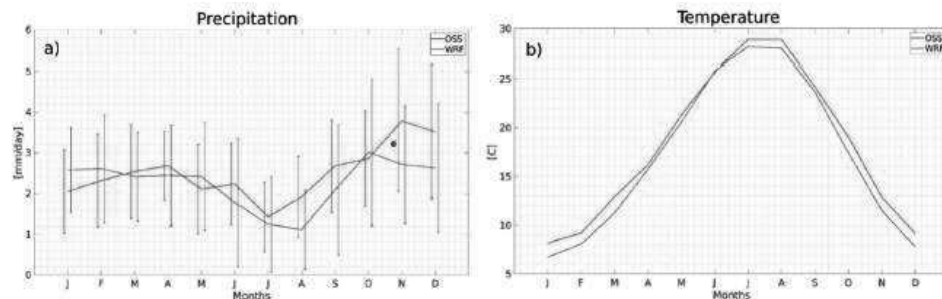 Precipitation
a)
OSS
WRF
[mm/day]
6
5
4
3
2
1
0
J F M A M J J A S O N D
Months
Temperature
b)
OSS
WRF
[C]
30
25
20
15
10
5
J F M A M J J A S O N D
Months